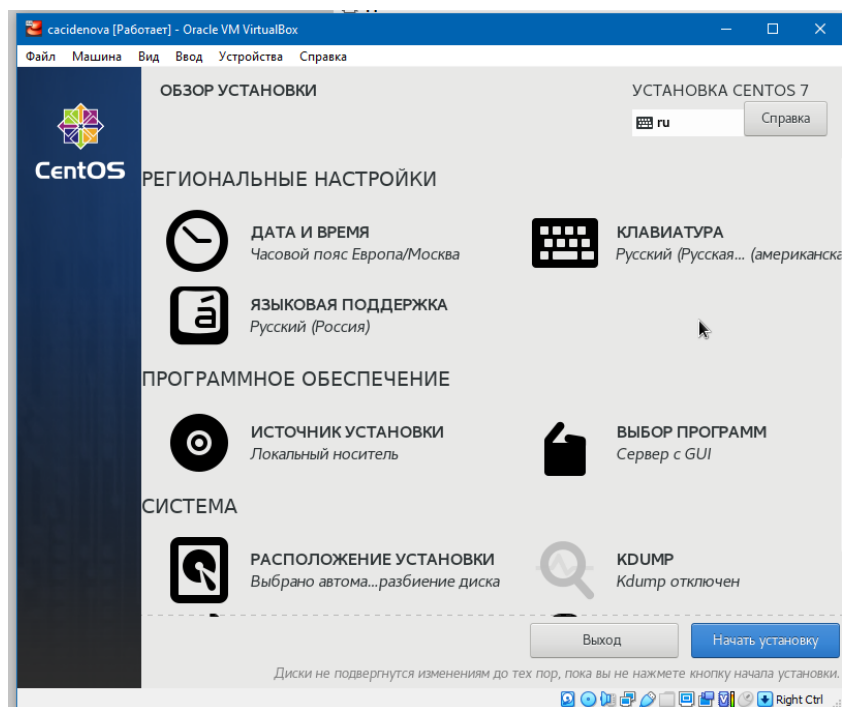 cacidenova [Работает] - Oracle VM VirtualBox
Файл Машина Вид Ввод Устройства Справка
ОБЗОР УСТАНОВКИ
УСТАНОВКА CENTOS 7
ru
Справка
CentOS
РЕГИОНАЛЬНЫЕ НАСТРОЙКИ
ДАТА И ВРЕМЯ
Часовой пояс Европа/Москва
КЛАВИАТУРА
Русский (Русская... (американска
ЯЗЫКОВАЯ ПОДДЕРЖКА
Русский (Россия)
ПРОГРАММНОЕ ОБЕСПЕЧЕНИЕ
ИСТОЧНИК УСТАНОВКИ
Локальный носитель
ВЫБОР ПРОГРАММ
Сервер с GUI
СИСТЕМА
РАСПОЛОЖЕНИЕ УСТАНОВКИ
Выбрано автома...разбиение диска
KDUMP
Kdump отключен
Выход
Начать установку
Диски не подвергнутся изменениям до тех пор, пока вы не нажмете кнопку начала установки.
Right Ctrl